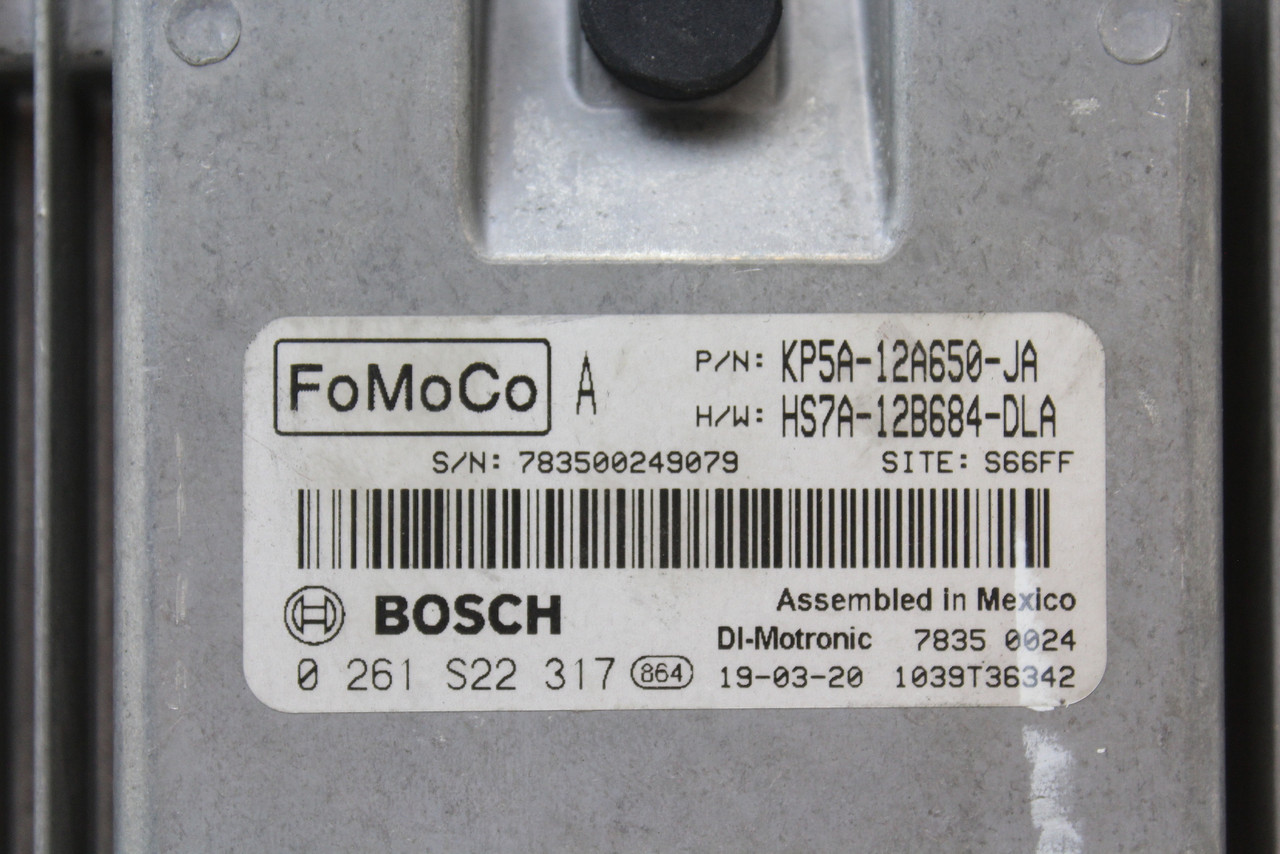 FoMoCo A P/N: KP5A-12A650-JA
H/W: HS7A-12B684-DLA
S/N: 783500249079 SITE: S66FF
BOSCH Assembled in Mexico
DI-Motronic 7835 0024
0 261 S22 317 864 19-03-20 1039T36342